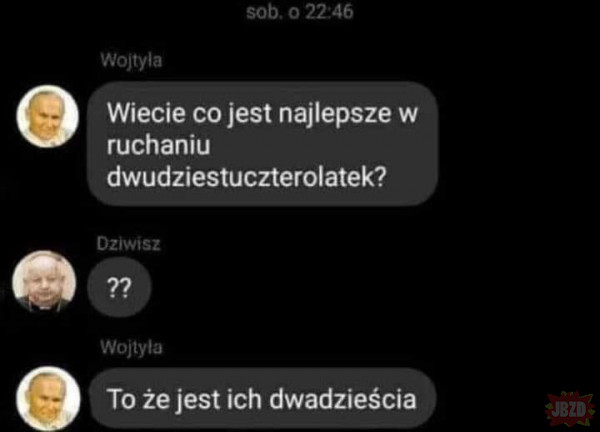 sob. o 22:46
Wojtyła
Wiecie co jest najlepsze w
ruchaniu
dwudziestuczterolatek?
Dziwisz
??
Wojtyła
To że jest ich dwadzieścia
JBZD